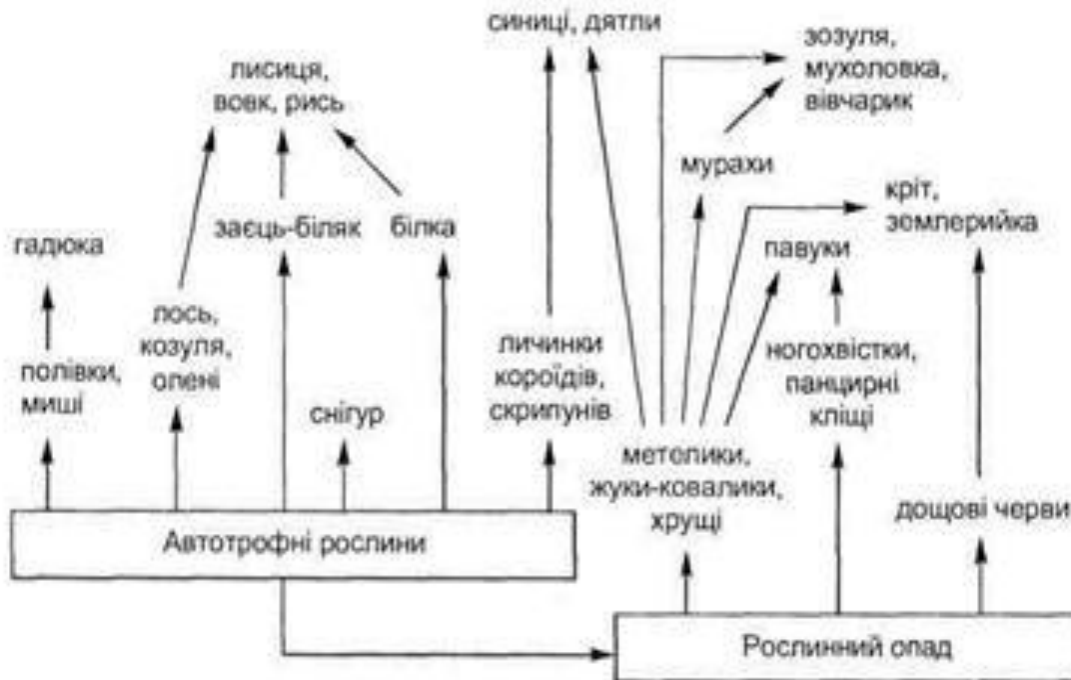 синиці, дятли
зозуля,
мухоловка,
вівчарик
лисиця,
вовк, рись
мурахи
кріт,
землерийка
заєць-біляк
білка
гадюка
павуки
лось,
козуля,
олені
полівки,
миші
личинки
короїдів,
скрипунів
ногохвістки,
панцирні
кліщі
снігур
метелики,
жуки-ковалики,
хрущі
дощові черви
Автотрофні рослини
Рослинний опад